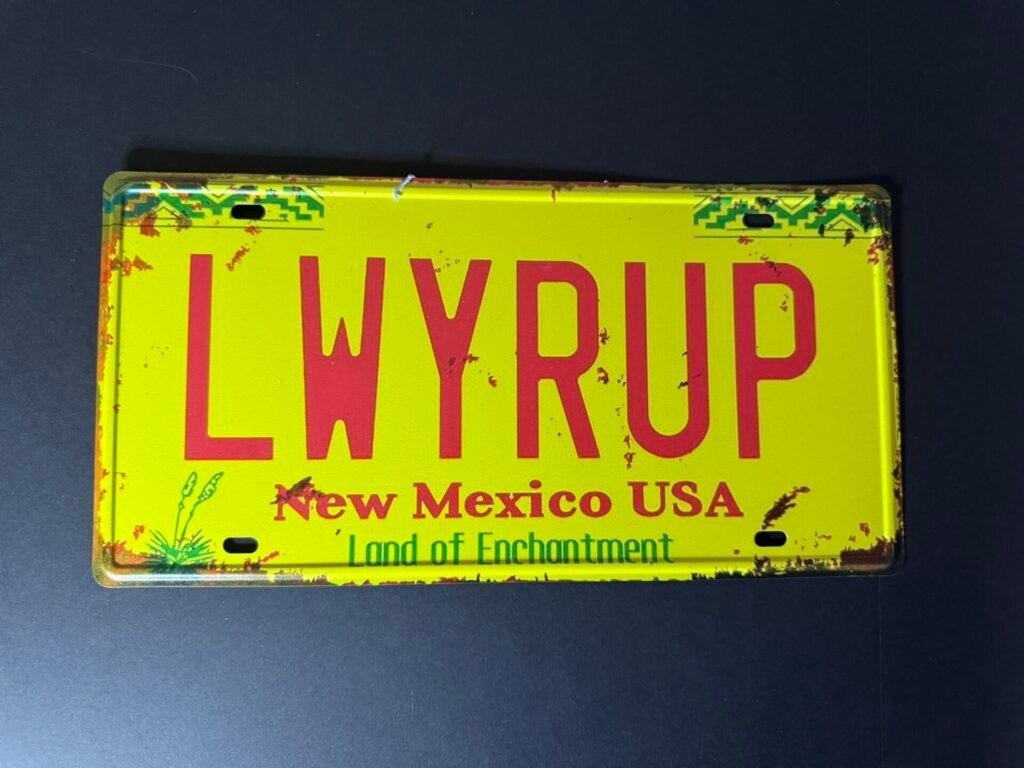 LWYRUP
New Mexico USA
Land of Enchantment